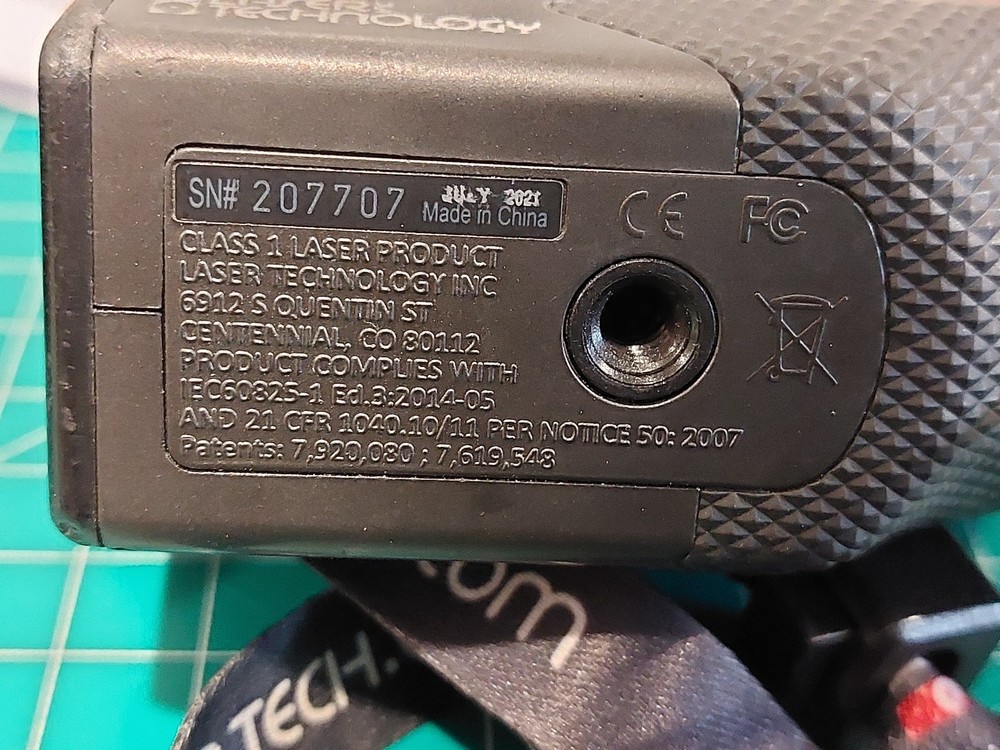 TECHNOLOGY
SN# 207707 JULY 2021
Made in China
CE FC
CLASS 1 LASER PRODUCT
LASER TECHNOLOGY INC
6912 S QUENTIN ST
CENTENNIAL, CO 80112
PRODUCT COMPLIES WITH
IEC60825-1 Ed.3:2014-05
AND 21 CFR 1040.10/11 PER NOTICE 50: 2007
Patents: 7,920,080 ; 7,619,548
.com
TECH.